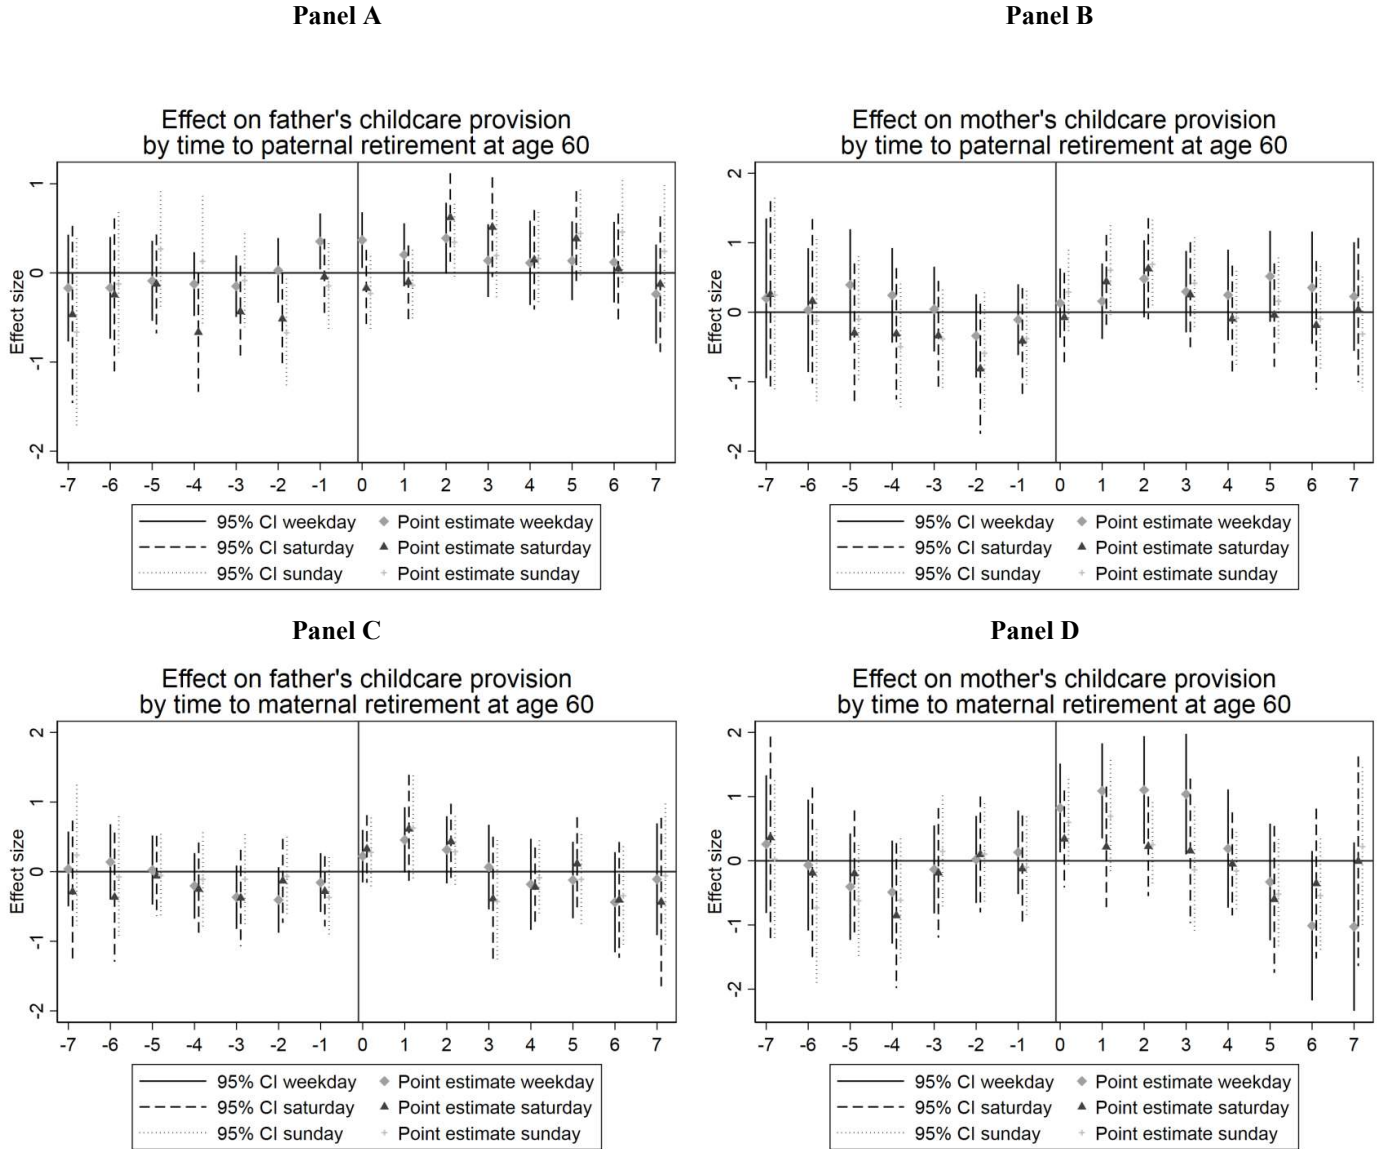 Panel A
Effect on father's childcare provision
by time to paternal retirement at age 60
Effect size
1
0
-1
-2
-7 -6 -5 -4 -3 -2 -1 0 1 2 3 4 5 6 7
95% CI weekday Point estimate weekday
95% CI saturday Point estimate saturday
95% CI sunday Point estimate sunday
Panel B
Effect on mother's childcare provision
by time to paternal retirement at age 60
Effect size
2
1
0
-1
-2
-7 -6 -5 -4 -3 -2 -1 0 1 2 3 4 5 6 7
95% CI weekday Point estimate weekday
95% CI saturday Point estimate saturday
95% CI sunday Point estimate sunday
Panel C
Effect on father's childcare provision
by time to maternal retirement at age 60
Effect size
2
1
0
-1
-2
-7 -6 -5 -4 -3 -2 -1 0 1 2 3 4 5 6 7
95% CI weekday Point estimate weekday
95% CI saturday Point estimate saturday
95% CI sunday Point estimate sunday
Panel D
Effect on mother's childcare provision
by time to maternal retirement at age 60
Effect size
2
1
0
-1
-2
-7 -6 -5 -4 -3 -2 -1 0 1 2 3 4 5 6 7
95% CI weekday Point estimate weekday
95% CI saturday Point estimate saturday
95% CI sunday Point estimate sunday